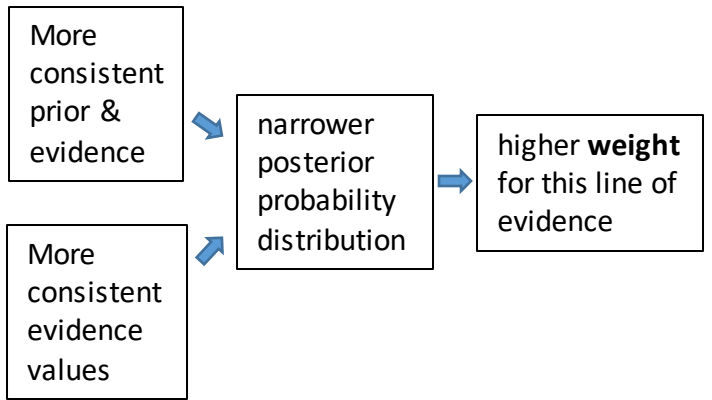 More
consistent
prior &
evidence
More
consistent
evidence
values
narrower
posterior
probability
distribution
higher weight
for this line of
evidence